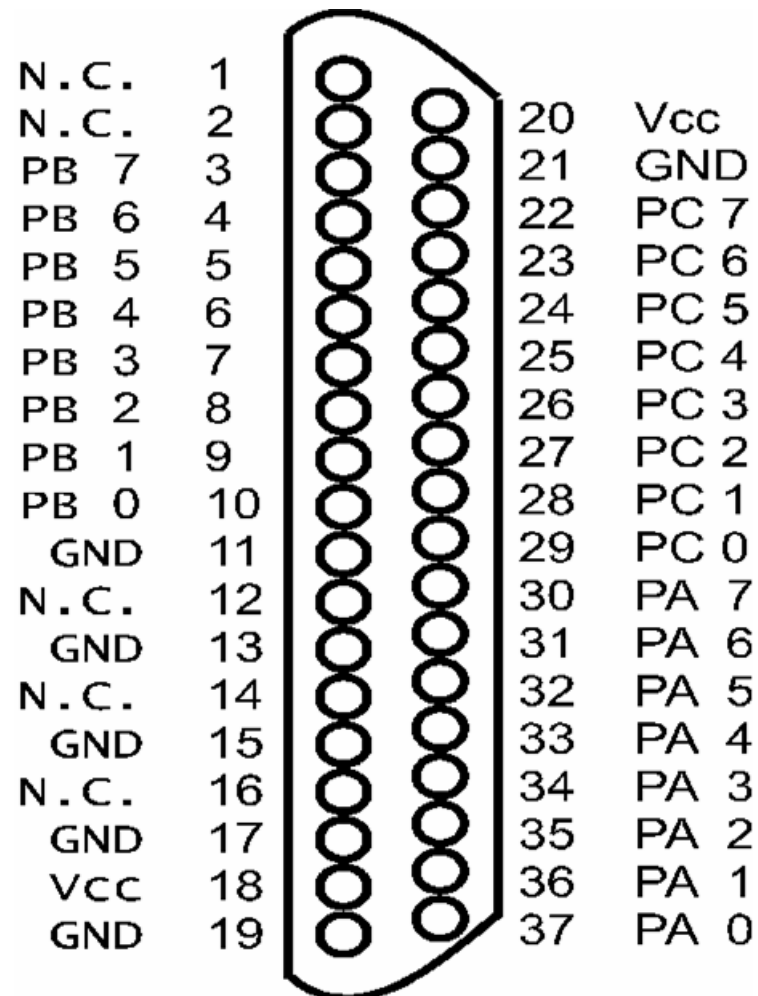 N.C. 1
N.C. 2
PB 7 3
PB 6 4
PB 5 5
PB 4 6
PB 3 7
PB 2 8
PB 1 9
PB 0 10
GND 11
N.C. 12
GND 13
N.C. 14
GND 15
N.C. 16
GND 17
Vcc 18
GND 19
20 Vcc
21 GND
22 PC 7
23 PC 6
24 PC 5
25 PC 4
26 PC 3
27 PC 2
28 PC 1
29 PC 0
30 PA 7
31 PA 6
32 PA 5
33 PA 4
34 PA 3
35 PA 2
36 PA 1
37 PA 0